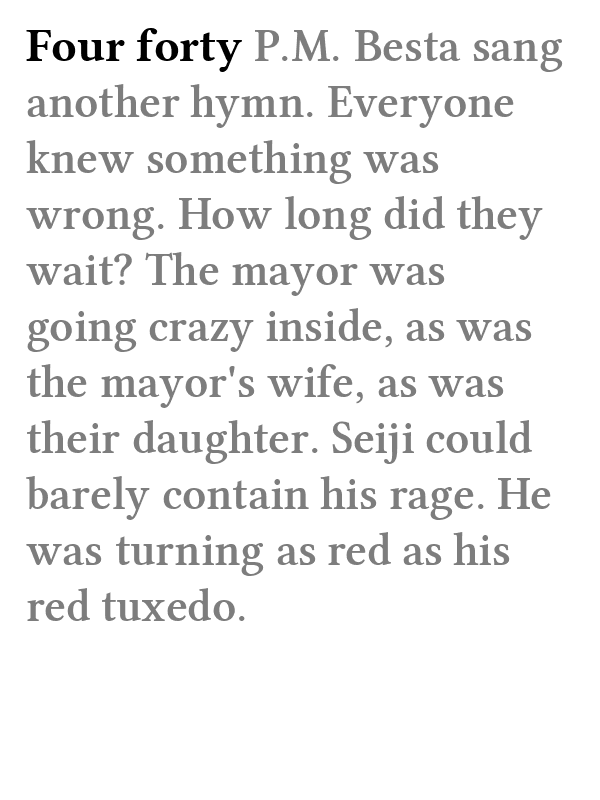 Four forty P.M. Besta sang
another hymn. Everyone
knew something was
wrong. How long did they
wait? The mayor was
going crazy inside, as was
the mayor's wife, as was
their daughter. Seiji could
barely contain his rage. He
was turning as red as his
red tuxedo.